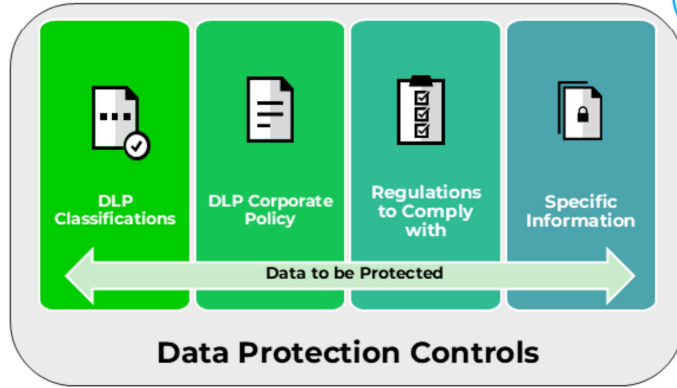 DLP
Classifications
DLP Corporate
Policy
Regulations
to Comply
with
Specific
Information
Data to be Protected
Data Protection Controls